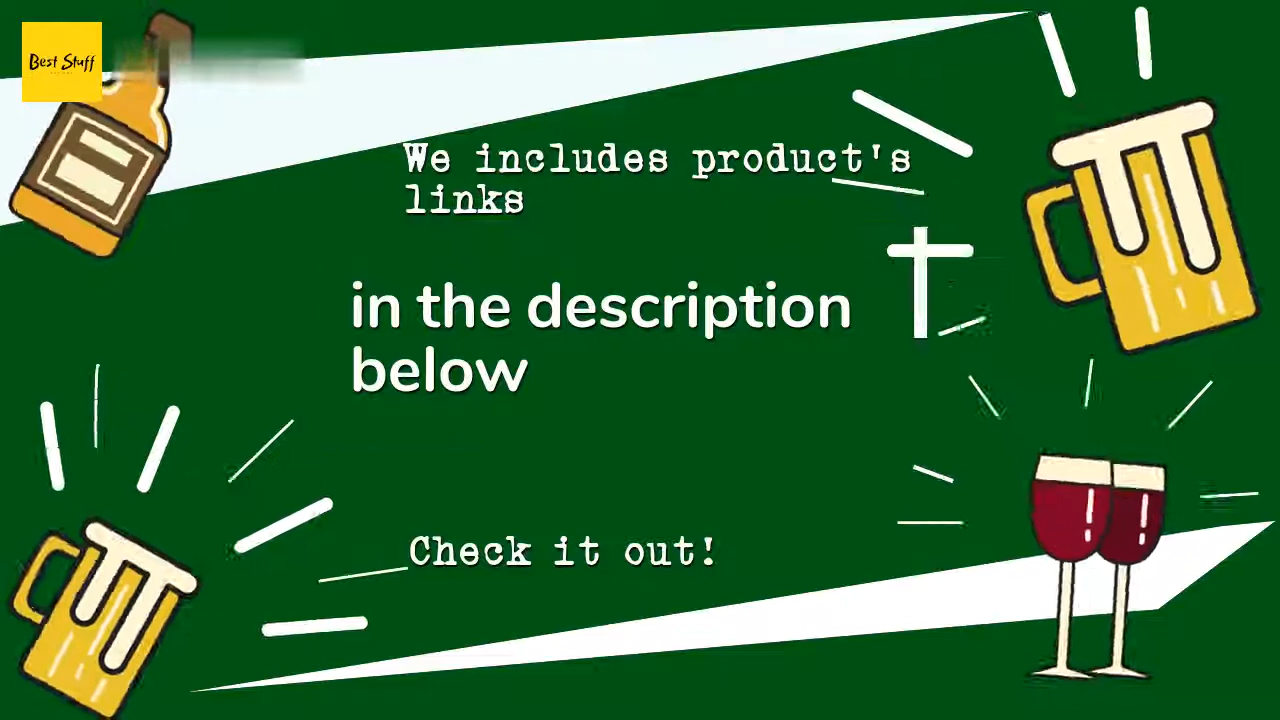 Best Stuff
We includes product's
links
in the description
below
Check it out!